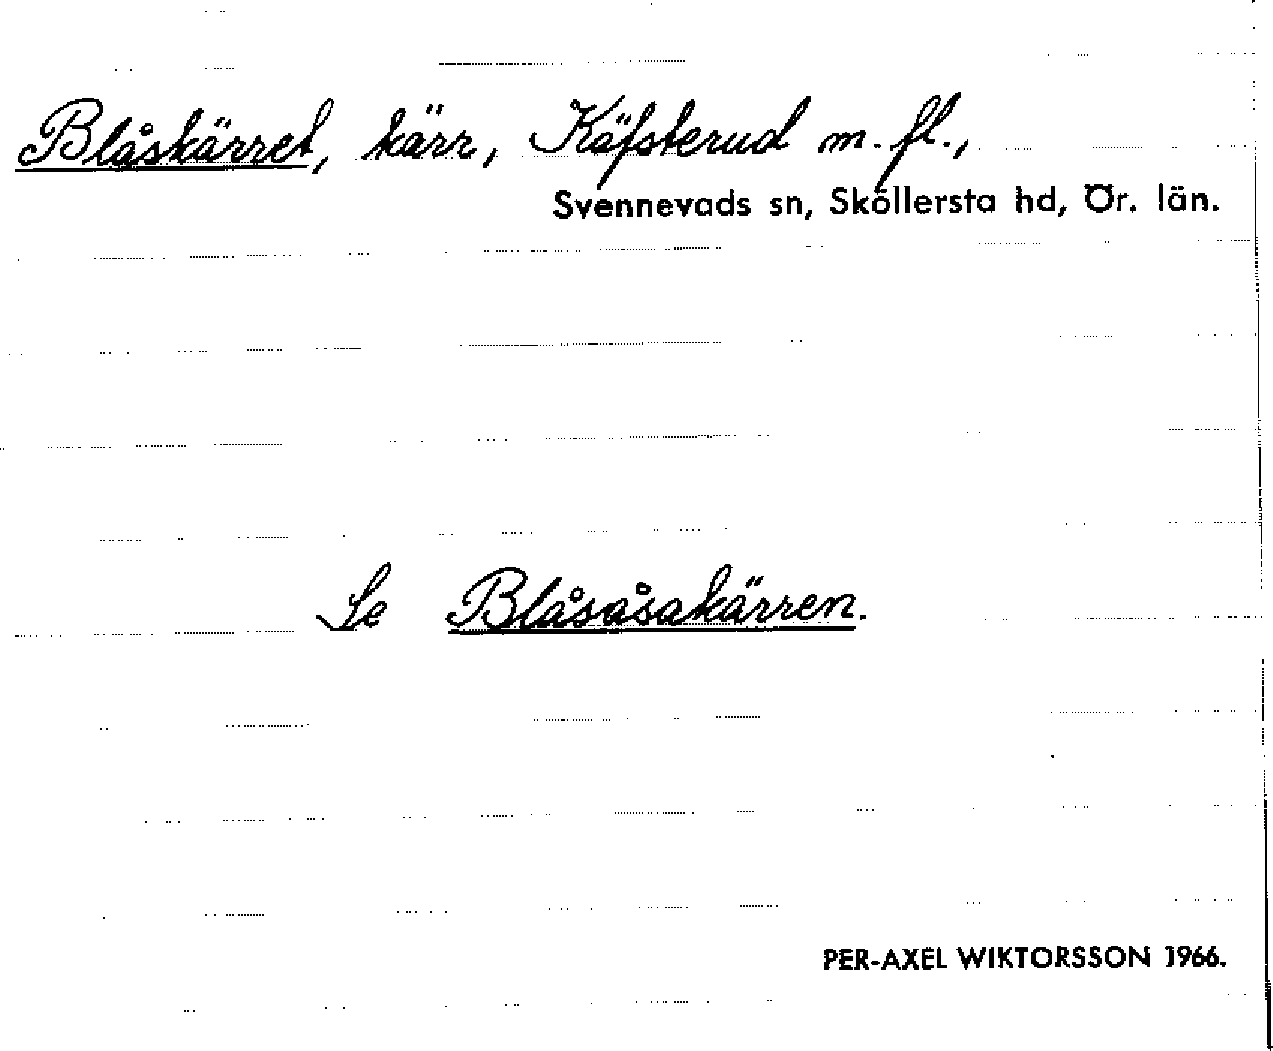 Blåskärret, kärr, Käfsterud m.fl.,
Svennevads sn, Sköllersta hd, Ör. län.
Se Blåsåsakärren.
PER-AXEL WIKTORSSON 1966.